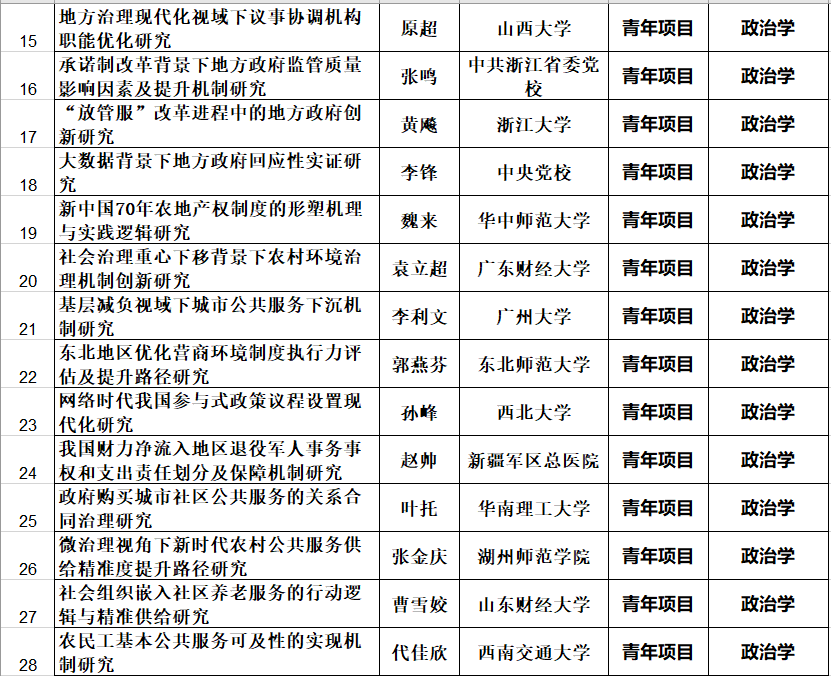 地方治理现代化视域下议事协调机构
职能优化研究
15 原超 山西大学 青年项目 政治学
承诺制改革背景下地方政府监管质量
影响因素及提升机制研究
16 张鸣 中共浙江省委党
校 青年项目 政治学
“放管服”改革进程中的地方政府创
新研究
17 黄飚 浙江大学 青年项目 政治学
大数据背景下地方政府回应性实证研
究
18 李锋 中央党校 青年项目 政治学
新中国70年农地产权制度的形塑机理
与实践逻辑研究
19 魏来 华中师范大学 青年项目 政治学
社会治理重心下移背景下农村环境治
理机制创新研究
20 袁立超 广东财经大学 青年项目 政治学
基层减负视域下城市公共服务下沉机
制研究
21 李利文 广州大学 青年项目 政治学
东北地区优化营商环境制度执行力评
估及提升路径研究
22 郭燕芬 东北师范大学 青年项目 政治学
网络时代我国参与式政策议程设置现
代化研究
23 孙峰 西北大学 青年项目 政治学
我国财力净流入地区退役军人事务事
权和支出责任划分及保障机制研究
24 赵帅 新疆军区总医院 青年项目 政治学
政府购买城市社区公共服务的关系合
同治理研究
25 叶托 华南理工大学 青年项目 政治学
微治理视角下新时代农村公共服务供
给精准度提升路径研究
26 张金庆 湖州师范学院 青年项目 政治学
社会组织嵌入社区养老服务的行动逻
辑与精准供给研究
27 曹雪姣 山东财经大学 青年项目 政治学
农民工基本公共服务可及性的实现机
制研究
28 代佳欣 西南交通大学 青年项目 政治学